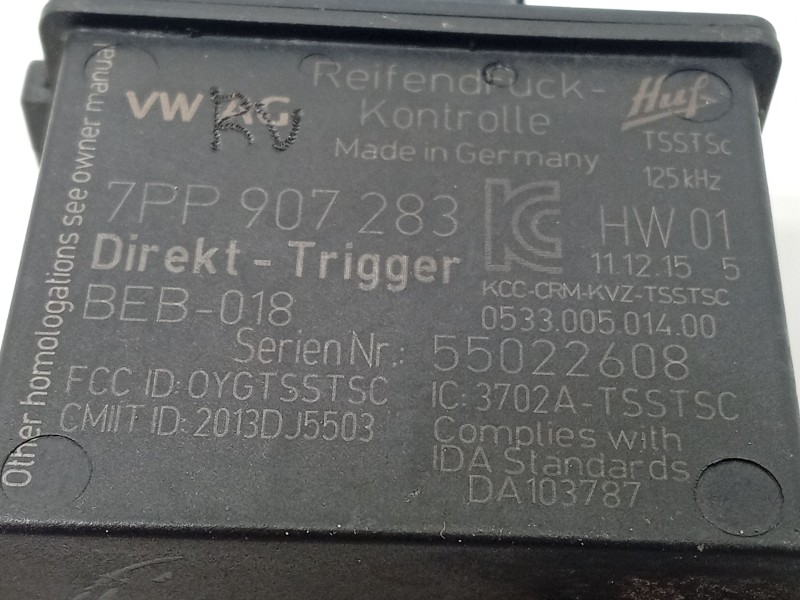 Other homologations see owner manual
VW AG
RV
Reifendruck-
Kontrolle
Made in Germany
Huf
TSSTSc
125kHz
7PP 907 283
KC
HW 01
11.12.15 5
Direkt - Trigger
KCC-CRM-KVZ-TSSTSC
BEB-018
0533.005.014.00
Serien Nr.: 55022608
FCC ID: OYGTSSTSC
IC: 3702A-TSSTSC
CMIIT ID: 2013DJ5503
Complies with
IDA Standards
DA103787